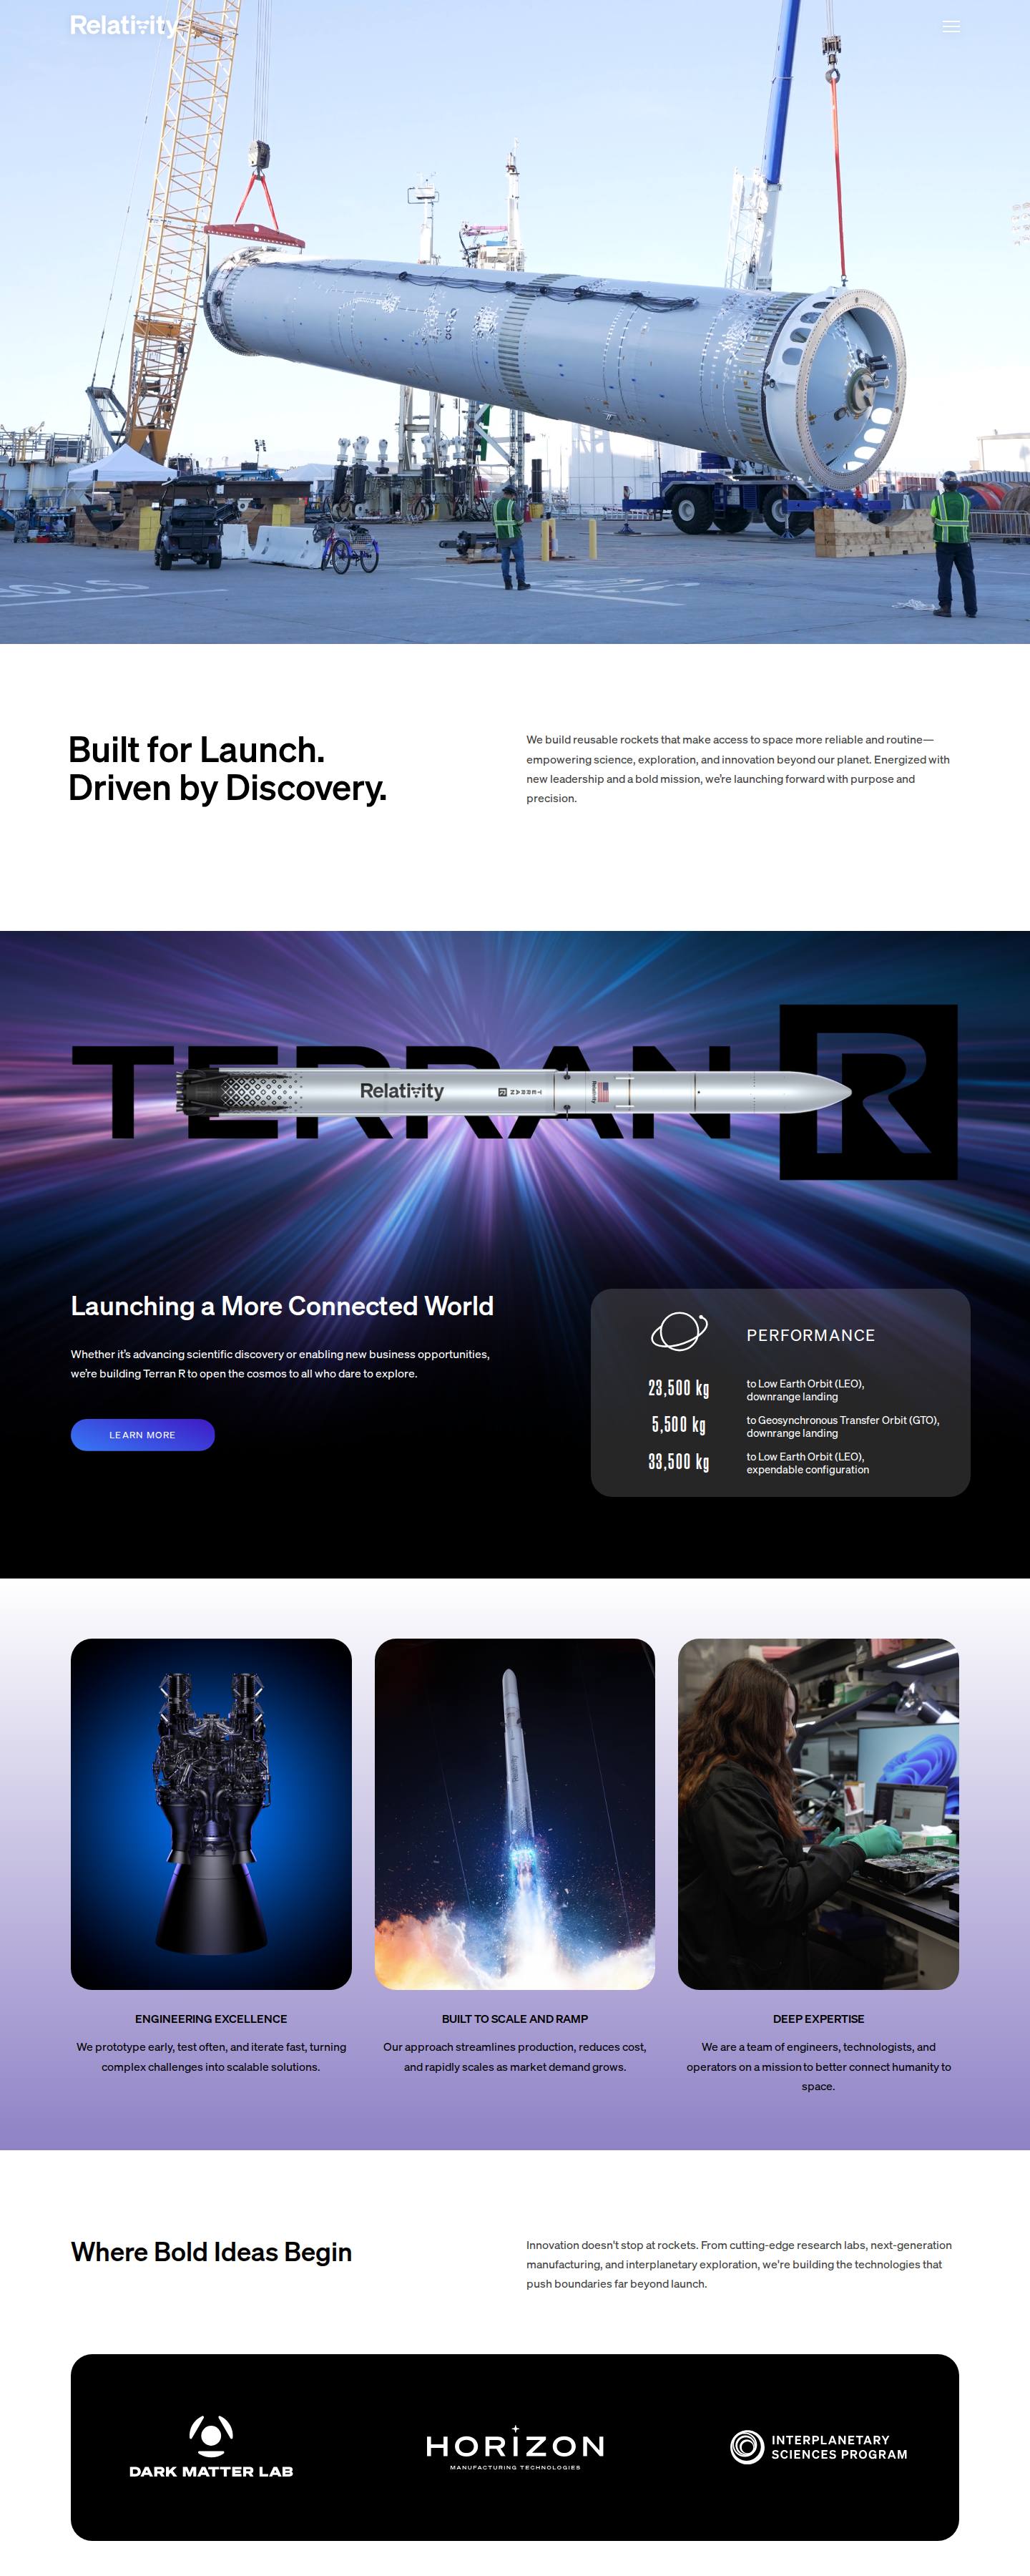 Relativity
Built for Launch.
Driven by Discovery.
We build reusable rockets that make access to space more reliable and routine—
empowering science, exploration, and innovation beyond our planet. Energized with
new leadership and a bold mission, we’re launching forward with purpose and
precision.
TERRAN R
Relativity
TERRAN R
Relativity
Launching a More Connected World
Whether it’s advancing scientific discovery or enabling new business opportunities,
we’re building Terran R to open the cosmos to all who dare to explore.
LEARN MORE
PERFORMANCE
23,500 kg
to Low Earth Orbit (LEO),
downrange landing
5,500 kg
to Geosynchronous Transfer Orbit (GTO),
downrange landing
33,500 kg
to Low Earth Orbit (LEO),
expendable configuration
Relativity
ENGINEERING EXCELLENCE
We prototype early, test often, and iterate fast, turning
complex challenges into scalable solutions.
BUILT TO SCALE AND RAMP
Our approach streamlines production, reduces cost,
and rapidly scales as market demand grows.
DEEP EXPERTISE
We are a team of engineers, technologists, and
operators on a mission to better connect humanity to
space.
Where Bold Ideas Begin
Innovation doesn't stop at rockets. From cutting-edge research labs, next-generation
manufacturing, and interplanetary exploration, we're building the technologies that
push boundaries far beyond launch.
DARK MATTER LAB
HORIZON
MANUFACTURING TECHNOLOGIES
INTERPLANETARY
SCIENCES PROGRAM